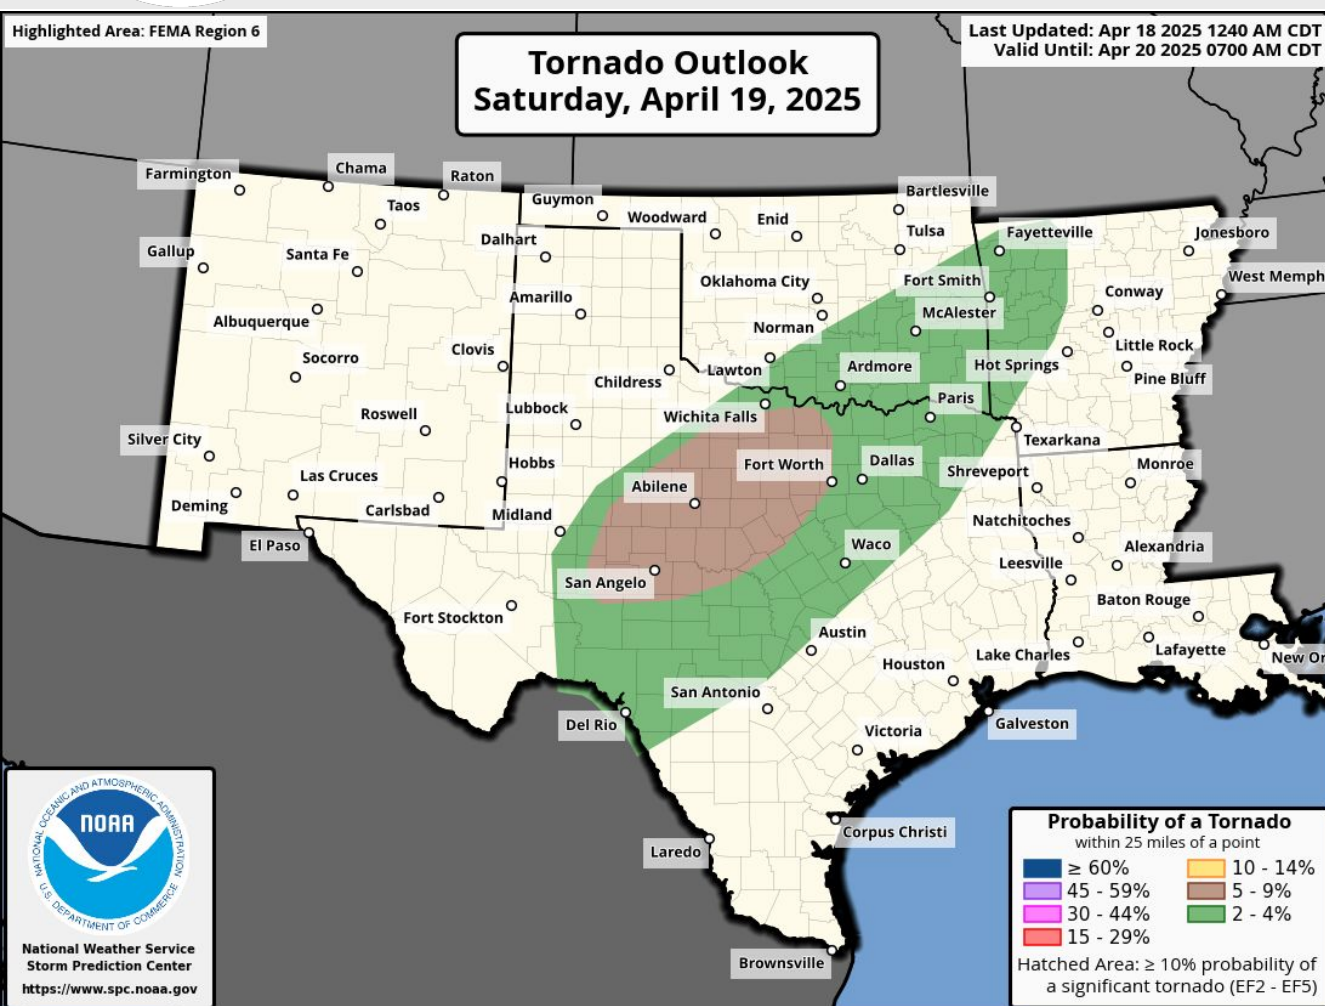 Highlighted Area: FEMA Region 6
Last Updated: Apr 18 2025 1240 AM CDT
Valid Until: Apr 20 2025 0700 AM CDT
Tornado Outlook
Saturday, April 19, 2025
Farmington
Chama
Raton
Taos
Guymon
Woodward
Enid
Bartlesville
Tulsa
Fayetteville
Jonesboro
Gallup
Santa Fe
Dalhart
Oklahoma City
Fort Smith
West Memph
Albuquerque
Amarillo
Norman
McAlester
Conway
Socorro
Clovis
Childress
Lawton
Ardmore
Hot Springs
Little Rock
Pine Bluff
Roswell
Lubbock
Wichita Falls
Paris
Texarkana
Silver City
Las Cruces
Hobbs
Abilene
Fort Worth
Dallas
Shreveport
Monroe
Deming
Carlsbad
Midland
Natchitoches
El Paso
San Angelo
Waco
Leesville
Alexandria
Fort Stockton
Austin
Baton Rouge
Houston
Lake Charles
Lafayette
New Or
Del Rio
San Antonio
Victoria
Galveston
Laredo
Corpus Christi
Brownsville
NATIONAL OCEANIC AND ATMOSPHERIC ADMINISTRATION
NOAA
U.S. DEPARTMENT OF COMMERCE
National Weather Service
Storm Prediction Center
https://www.spc.noaa.gov
Probability of a Tornado
within 25 miles of a point
≥ 60%
10 - 14%
45 - 59%
5 - 9%
30 - 44%
2 - 4%
15 - 29%
Hatched Area: ≥ 10% probability of
a significant tornado (EF2 - EF5)